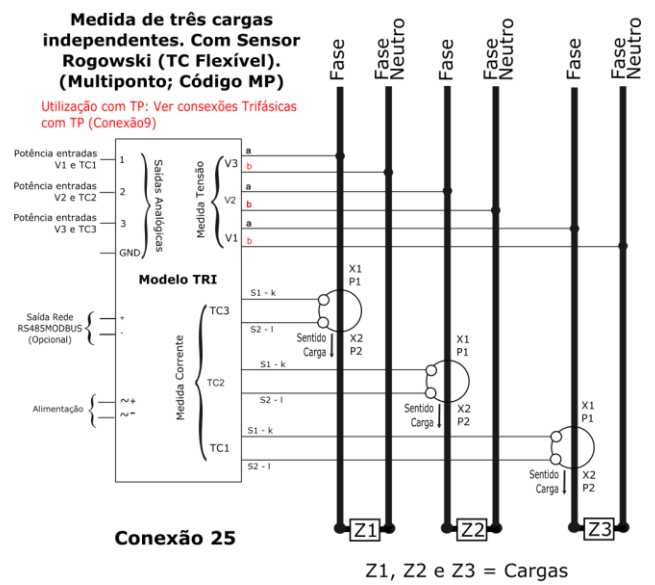 Medida de três cargas
independentes. Com Sensor
Rogowski (TC Flexível).
(Multiponto; Código MP)
Utilização com TP: Ver consexões Trifásicas
com TP (Conexão9)
Fase
Fase
Neutro
Fase
Fase
Neutro
Fase
Fase
Neutro
Potência entradas
V1 e TC1
1
Potência entradas
V2 e TC2
2
Potência entradas
V3 e TC3
3
GND
Saídas Analógicas
Medida Tensão
V3
a
b
V2
a
b
V1
a
b
Modelo TRI
Saída Rede
RS485MODBUS
(Opcional)
+
-
Alimentação
~+
~-
Medida Corrente
TC3
S1 - k
S2 - l
TC2
S1 - k
S2 - l
TC1
S1 - k
S2 - l
X1
P1
X2
P2
Sentido
Carga
X1
P1
X2
P2
Sentido
Carga
X1
P1
X2
P2
Sentido
Carga
Z1
Z2
Z3
Conexão 25
Z1, Z2 e Z3 = Cargas